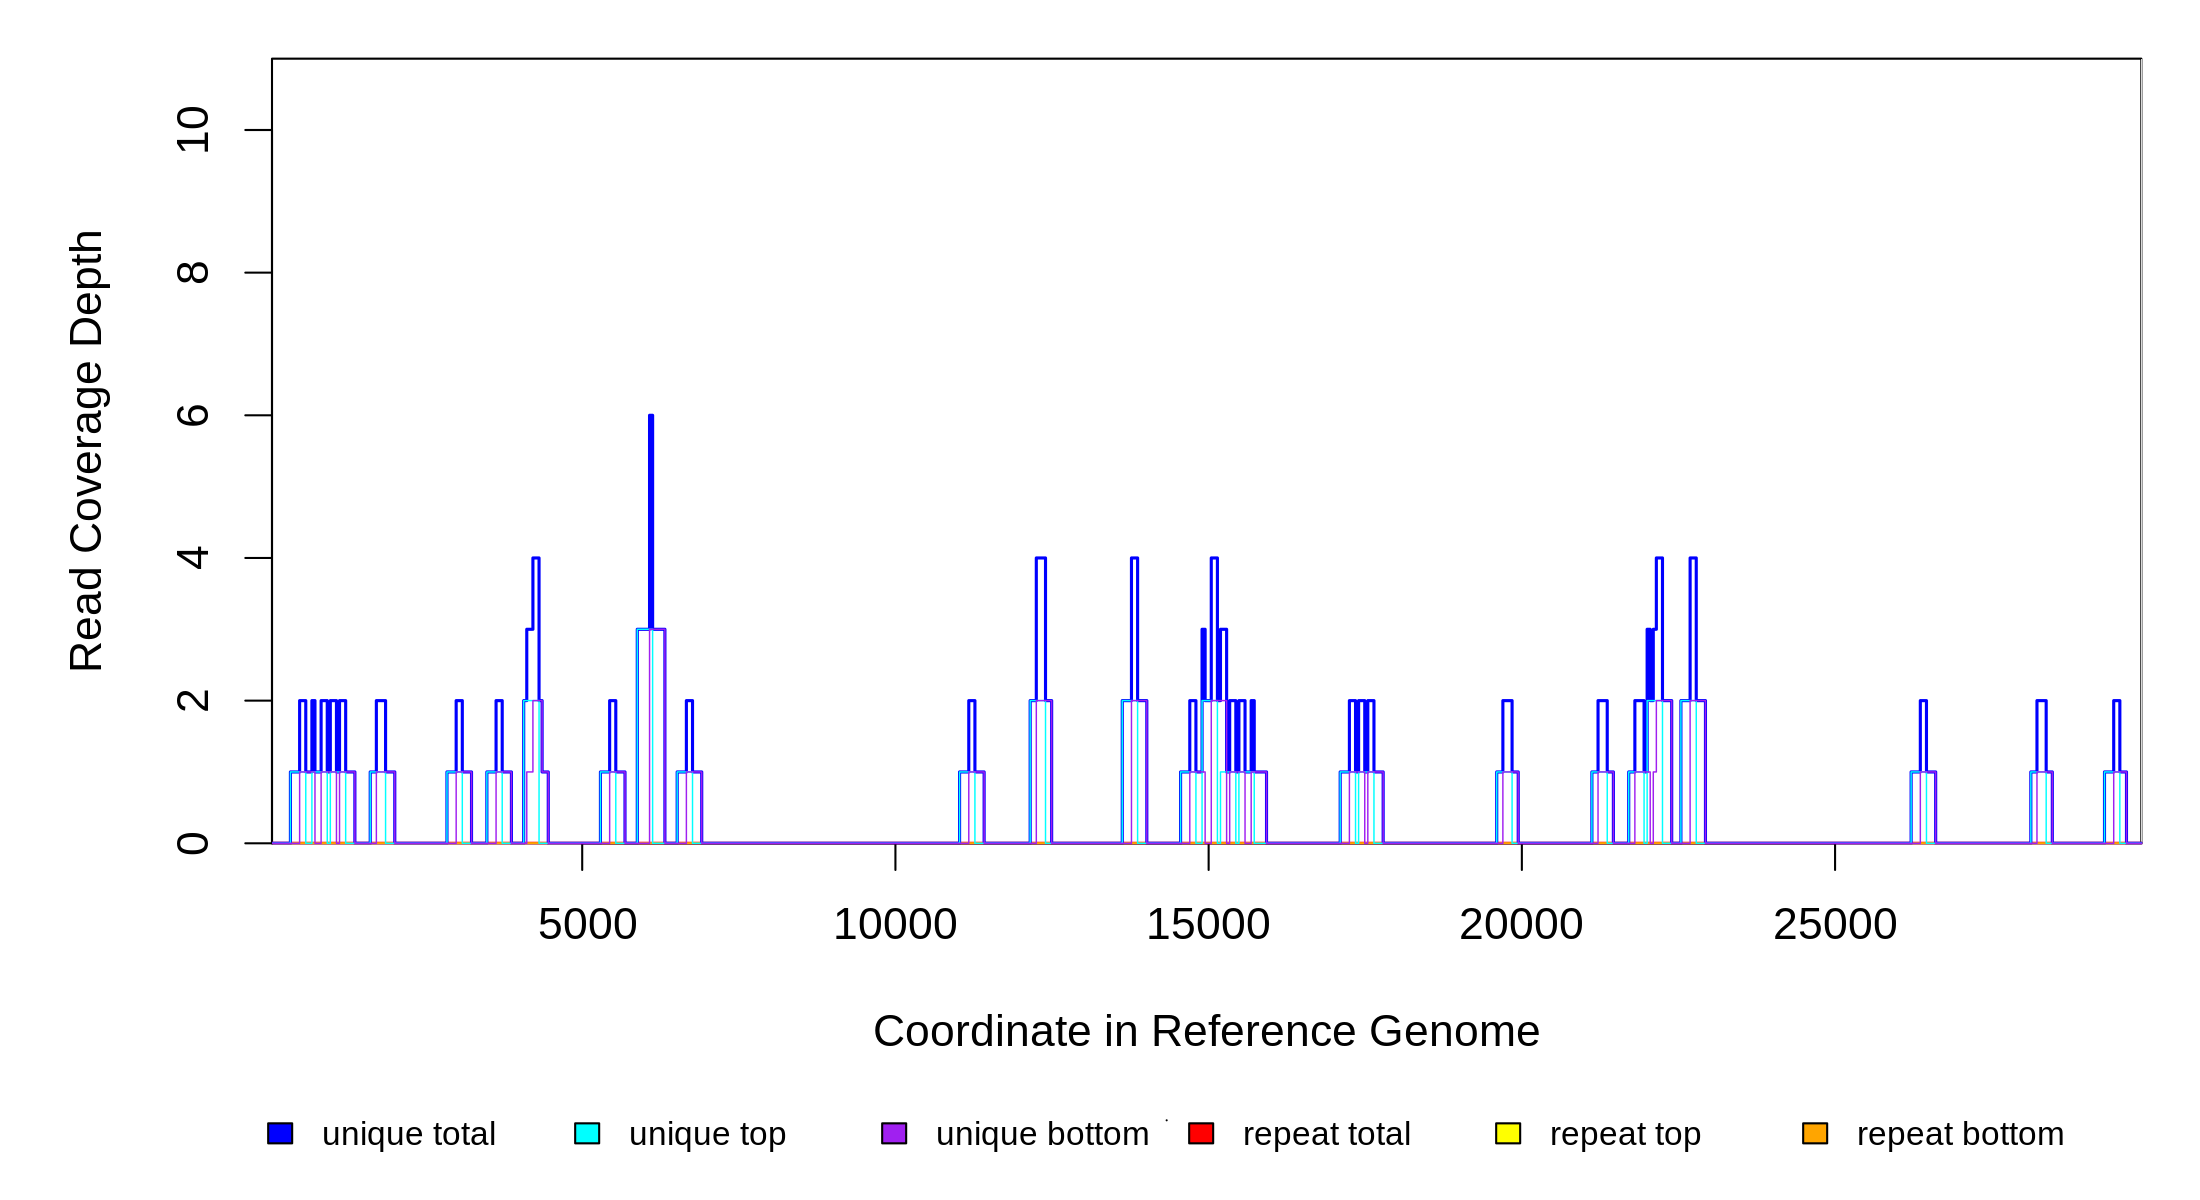 Read Coverage Depth
10
8
6
4
2
0
5000 10000 15000 20000 25000
Coordinate in Reference Genome
unique total unique top unique bottom repeat total repeat top repeat bottom